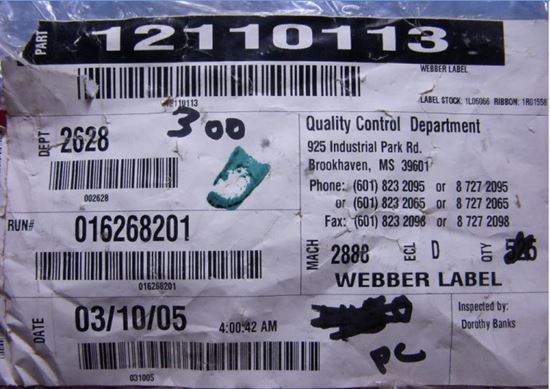 PART 12110113
12110113
WEBBER LABEL
LABEL STOCK: 1L06066 RIBBON: 1R01558
300
DEPT 2628
002628
Quality Control Department
925 Industrial Park Rd.
Brookhaven, MS 39601
Phone: (601) 823 2095 or 8 727 2095
or (601) 823 2065 or 8 727 2065
Fax: (601) 823 2098 or 8 727 2098
RUN# 016268201
016268201
MACH 2888 ECL D QTY
WEBBER LABEL
DATE 03/10/05 4:00:42 AM
031005
PC
Inspected by:
Dorothy Banks